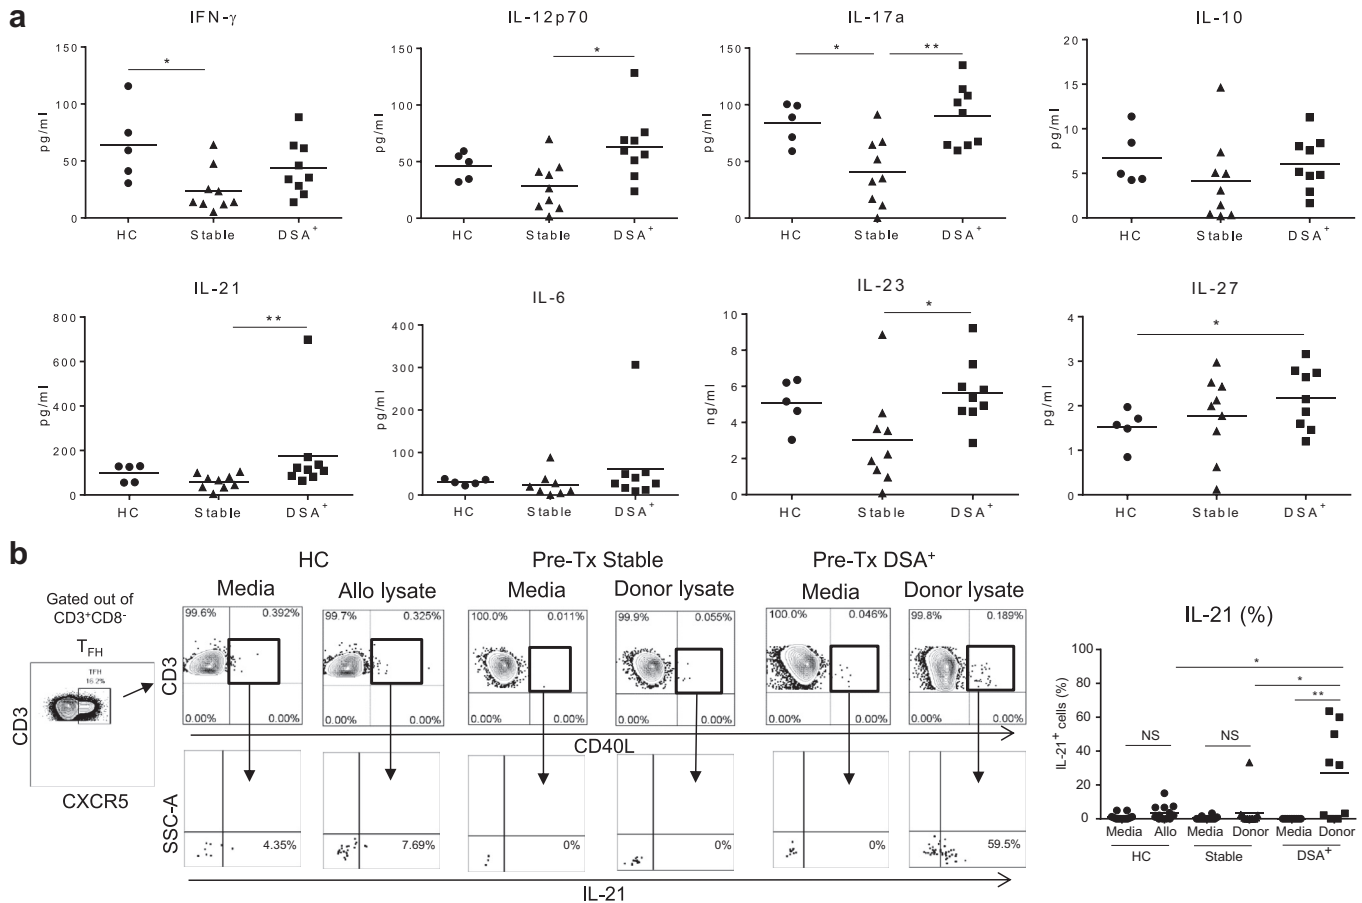 a
IFN-γ
IL-12p70
IL-17a
IL-10
pg/ml
150
100
50
0
*
HC Stable DSA+
pg/ml
150
100
50
0
*
HC Stable DSA+
pg/ml
150
100
50
0
* **
HC Stable DSA+
pg/ml
20
15
10
5
0
HC Stable DSA+
IL-21
IL-6
IL-23
IL-27
pg/ml
800
600
400
200
0
**
HC Stable DSA+
pg/ml
400
300
200
100
0
HC Stable DSA+
ng/ml
10
8
6
4
2
0
*
HC Stable DSA+
pg/ml
4
3
2
1
0
*
HC Stable DSA+
b
HC Pre-Tx Stable Pre-Tx DSA+
Media Allo lysate Media Donor lysate Media Donor lysate
Gated out of
CD3+CD8-
TFH
TFH
16.2%
CD3
CXCR5
CD3
99.6% 0.392% 99.7% 0.325% 100.0% 0.011% 99.9% 0.055% 100.0% 0.046% 99.8% 0.189%
0.00% 0.00% 0.00% 0.00% 0.00% 0.00% 0.00% 0.00% 0.00% 0.00% 0.00% 0.00%
CD40L
SSC-A
4.35% 7.69% 0% 0% 0% 59.5%
IL-21
IL-21 (%)
IL-21+ cells (%)
100
80
60
40
20
0
*
*
**
NS NS
Media Allo Media Donor Media Donor
HC Stable DSA+